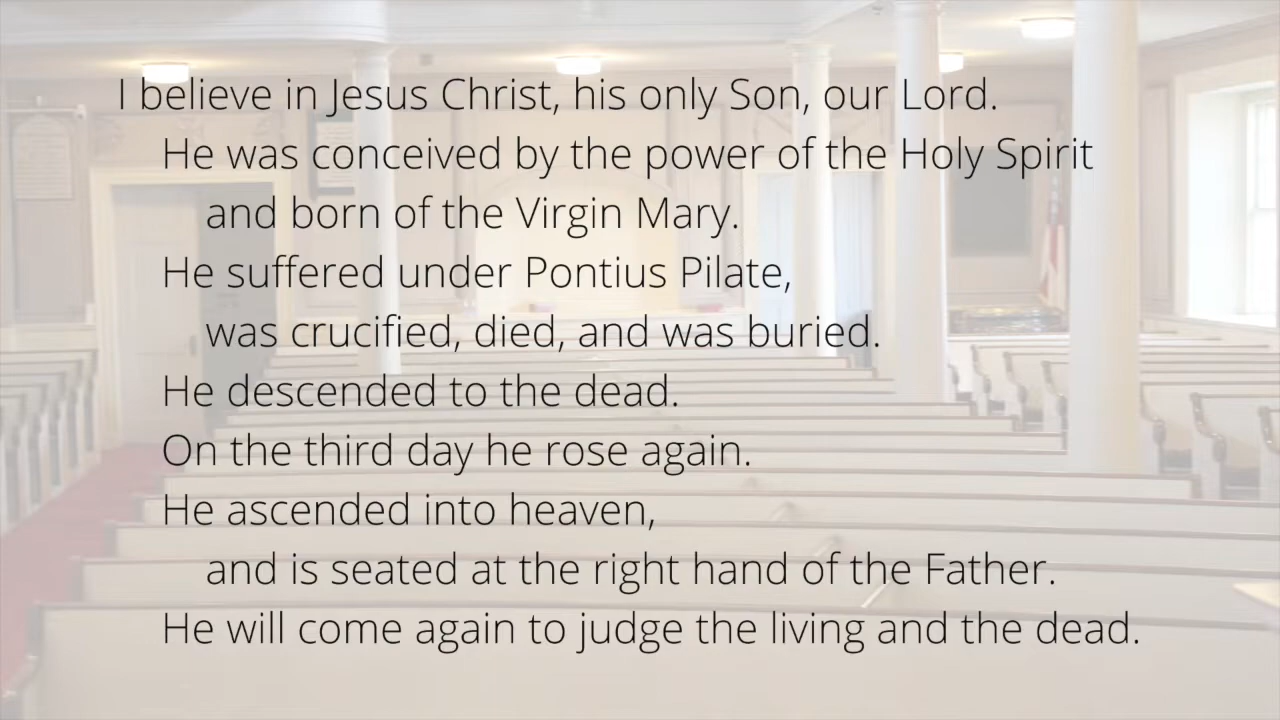 I believe in Jesus Christ, his only Son, our Lord.
He was conceived by the power of the Holy Spirit
and born of the Virgin Mary.
He suffered under Pontius Pilate,
was crucified, died, and was buried.
He descended to the dead.
On the third day he rose again.
He ascended into heaven,
and is seated at the right hand of the Father.
He will come again to judge the living and the dead.